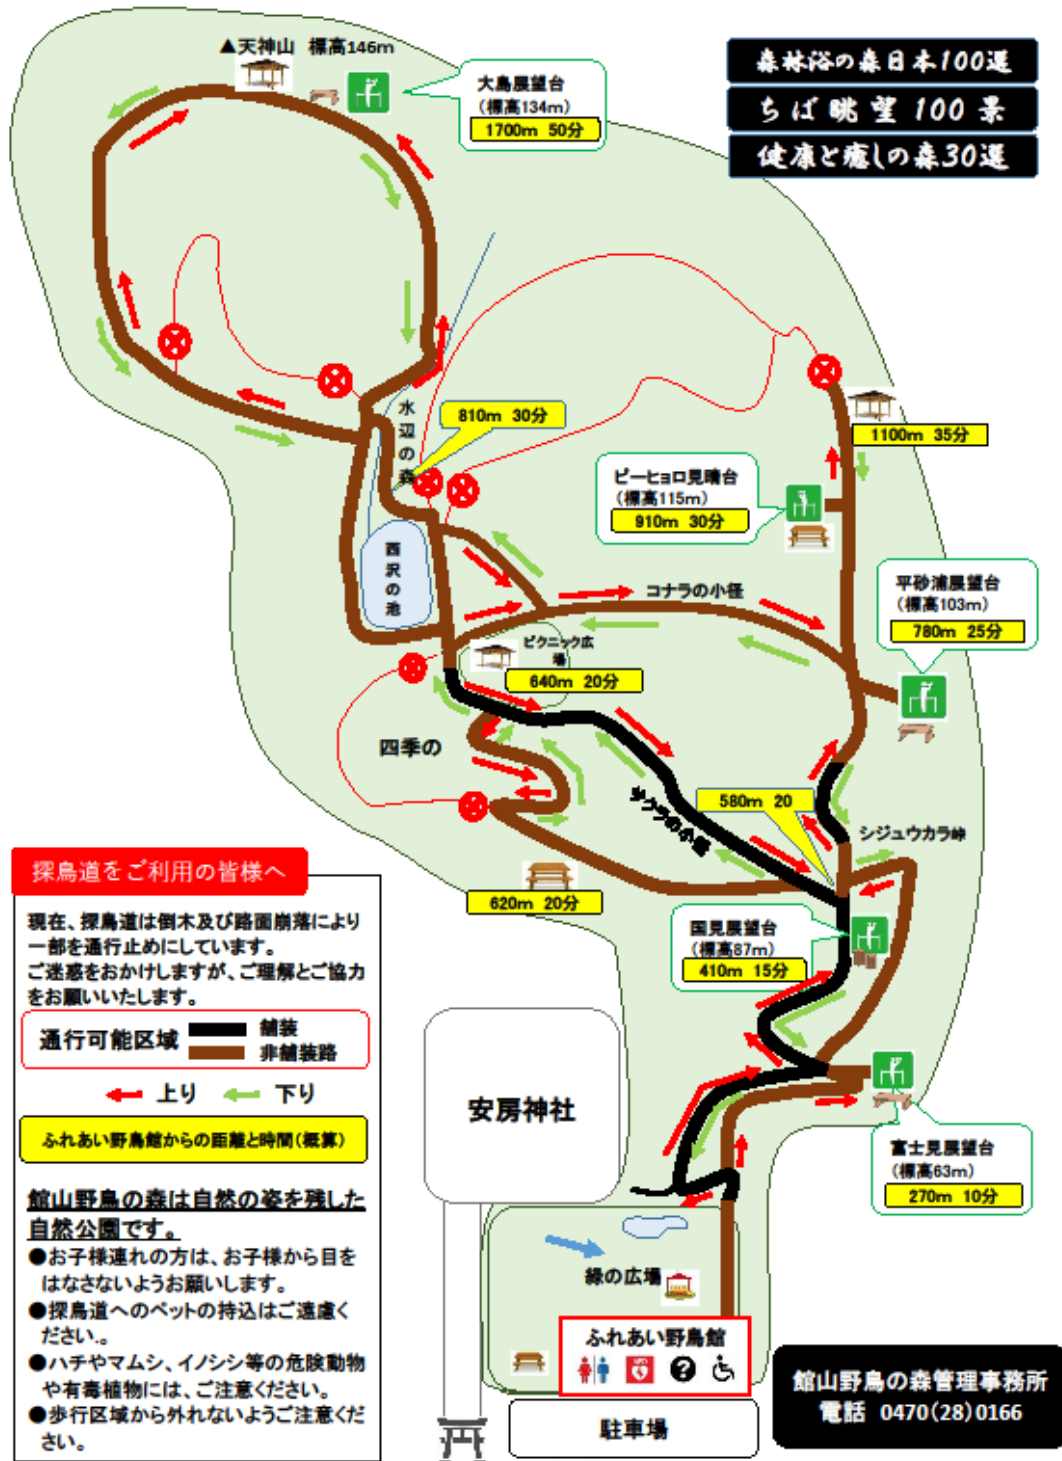 ▲天神山 標高146m
大島展望台
(標高134m)
1700m 50分
森林浴の森日本100選
ちば眺望100景
健康と癒しの森30選
水辺の森
810m 30分
1100m 35分
ピーヒョロ見晴台
(標高115m)
910m 30分
西沢の池
コナラの小径
平砂浦展望台
(標高103m)
780m 25分
ピクニック広
場
640m 20分
四季の
サクラの小径
580m 20
シジュウカラ峠
620m 20分
国見展望台
(標高87m)
410m 15分
探鳥道をご利用の皆様へ
現在、探鳥道は倒木及び路面崩落により
一部を通行止めにしています。
ご迷惑をおかけしますが、ご理解とご協力
をお願いいたします。
通行可能区域
舗装
非舗装路
上り
下り
ふれあい野鳥館からの距離と時間(概算)
館山野鳥の森は自然の姿を残した
自然公園です。
●お子様連れの方は、お子様から目を
はなさないようお願いします。
●探鳥道へのペットの持込はご遠慮く
ださい.。
●ハチやマムシ、イノシシ等の危険動物
や有毒植物には、ご注意ください。
●歩行区域から外れないようご注意くだ
さい。
安房神社
富士見展望台
(標高63m)
270m 10分
緑の広場
ふれあい野鳥館
駐車場
館山野鳥の森管理事務所
電話 0470(28)0166